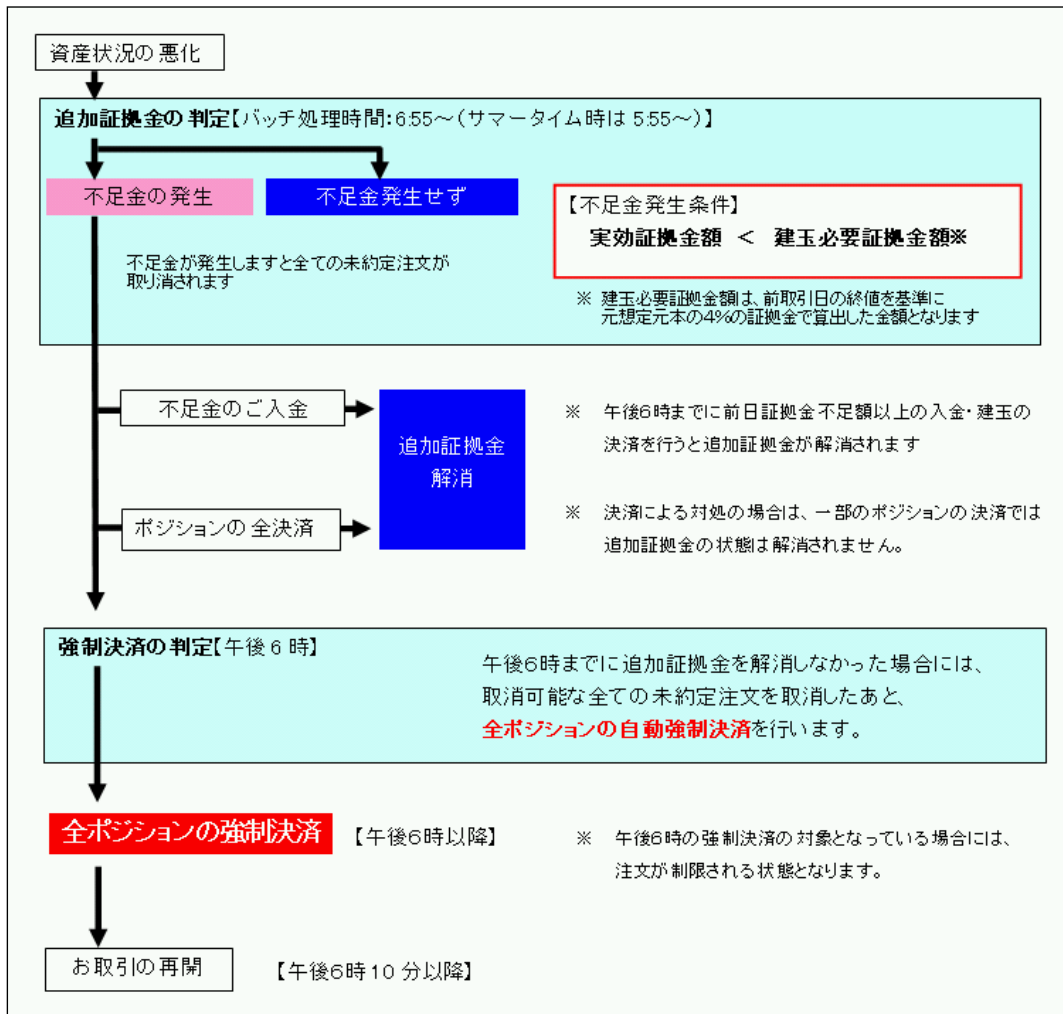 資産状況の悪化
追加証拠金の判定【バッチ処理時間:6:55～(サマータイム時は 5:55～)】
不足金の発生
不足金発生せず
【不足金発生条件】
実効証拠金額 ＜ 建玉必要証拠金額※
不足金が発生しますと全ての未約定注文が
取り消されます
※ 建玉必要証拠金額は、前取引日の終値を基準に
元想定元本の4%の証拠金で算出した金額となります
不足金のご入金
追加証拠金
解消
※ 午後6時までに前日証拠金不足額以上の入金・建玉の
決済を行うと追加証拠金が解消されます
ポジションの全決済
※ 決済による対処の場合は、一部のポジションの決済では
追加証拠金の状態は解消されません。
強制決済の判定【午後6時】
午後6時までに追加証拠金を解消しなかった場合には、
取消可能な全ての未約定注文を取消したあと、
全ポジションの自動強制決済を行います。
全ポジションの強制決済
【午後6時以降】
※ 午後6時の強制決済の対象となっている場合には、
注文が制限される状態となります。
お取引の再開
【午後6時10分以降】